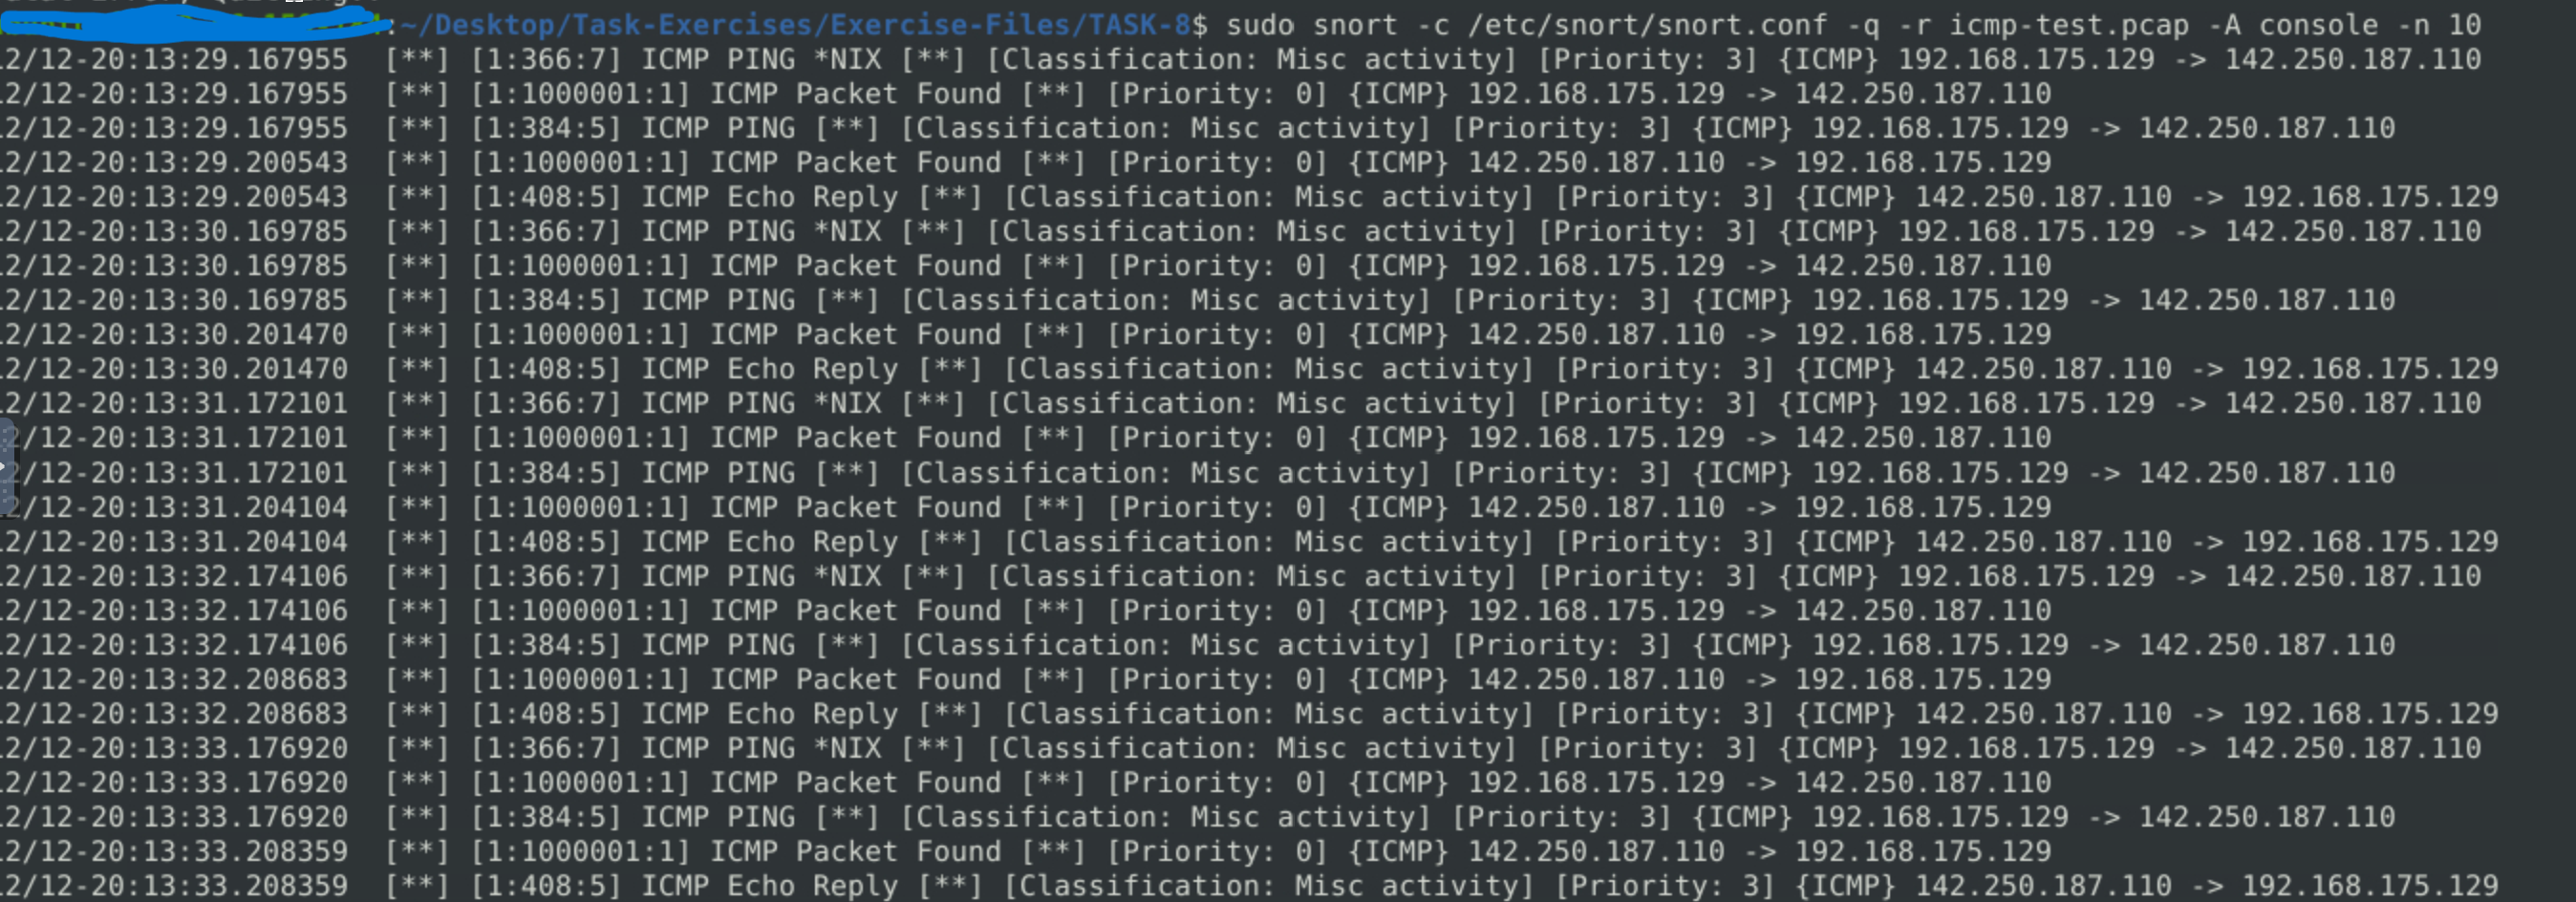 :~/Desktop/Task-Exercises/Exercise-Files/TASK-8$ sudo snort -c /etc/snort/snort.conf -q -r icmp-test.pcap -A console -n 10
2/12-20:13:29.167955  [**] [1:366:7] ICMP PING *NIX [**] [Classification: Misc activity] [Priority: 3] {ICMP} 192.168.175.129 -> 142.250.187.110
2/12-20:13:29.167955  [**] [1:1000001:1] ICMP Packet Found [**] [Priority: 0] {ICMP} 192.168.175.129 -> 142.250.187.110
2/12-20:13:29.167955  [**] [1:384:5] ICMP PING [**] [Classification: Misc activity] [Priority: 3] {ICMP} 192.168.175.129 -> 142.250.187.110
2/12-20:13:29.200543  [**] [1:1000001:1] ICMP Packet Found [**] [Priority: 0] {ICMP} 142.250.187.110 -> 192.168.175.129
2/12-20:13:29.200543  [**] [1:408:5] ICMP Echo Reply [**] [Classification: Misc activity] [Priority: 3] {ICMP} 142.250.187.110 -> 192.168.175.129
2/12-20:13:30.169785  [**] [1:366:7] ICMP PING *NIX [**] [Classification: Misc activity] [Priority: 3] {ICMP} 192.168.175.129 -> 142.250.187.110
2/12-20:13:30.169785  [**] [1:1000001:1] ICMP Packet Found [**] [Priority: 0] {ICMP} 192.168.175.129 -> 142.250.187.110
2/12-20:13:30.169785  [**] [1:384:5] ICMP PING [**] [Classification: Misc activity] [Priority: 3] {ICMP} 192.168.175.129 -> 142.250.187.110
2/12-20:13:30.201470  [**] [1:1000001:1] ICMP Packet Found [**] [Priority: 0] {ICMP} 142.250.187.110 -> 192.168.175.129
2/12-20:13:30.201470  [**] [1:408:5] ICMP Echo Reply [**] [Classification: Misc activity] [Priority: 3] {ICMP} 142.250.187.110 -> 192.168.175.129
2/12-20:13:31.172101  [**] [1:366:7] ICMP PING *NIX [**] [Classification: Misc activity] [Priority: 3] {ICMP} 192.168.175.129 -> 142.250.187.110
2/12-20:13:31.172101  [**] [1:1000001:1] ICMP Packet Found [**] [Priority: 0] {ICMP} 192.168.175.129 -> 142.250.187.110
2/12-20:13:31.172101  [**] [1:384:5] ICMP PING [**] [Classification: Misc activity] [Priority: 3] {ICMP} 192.168.175.129 -> 142.250.187.110
2/12-20:13:31.204104  [**] [1:1000001:1] ICMP Packet Found [**] [Priority: 0] {ICMP} 142.250.187.110 -> 192.168.175.129
2/12-20:13:31.204104  [**] [1:408:5] ICMP Echo Reply [**] [Classification: Misc activity] [Priority: 3] {ICMP} 142.250.187.110 -> 192.168.175.129
2/12-20:13:32.174106  [**] [1:366:7] ICMP PING *NIX [**] [Classification: Misc activity] [Priority: 3] {ICMP} 192.168.175.129 -> 142.250.187.110
2/12-20:13:32.174106  [**] [1:1000001:1] ICMP Packet Found [**] [Priority: 0] {ICMP} 192.168.175.129 -> 142.250.187.110
2/12-20:13:32.174106  [**] [1:384:5] ICMP PING [**] [Classification: Misc activity] [Priority: 3] {ICMP} 192.168.175.129 -> 142.250.187.110
2/12-20:13:32.208683  [**] [1:1000001:1] ICMP Packet Found [**] [Priority: 0] {ICMP} 142.250.187.110 -> 192.168.175.129
2/12-20:13:32.208683  [**] [1:408:5] ICMP Echo Reply [**] [Classification: Misc activity] [Priority: 3] {ICMP} 142.250.187.110 -> 192.168.175.129
2/12-20:13:33.176920  [**] [1:366:7] ICMP PING *NIX [**] [Classification: Misc activity] [Priority: 3] {ICMP} 192.168.175.129 -> 142.250.187.110
2/12-20:13:33.176920  [**] [1:1000001:1] ICMP Packet Found [**] [Priority: 0] {ICMP} 192.168.175.129 -> 142.250.187.110
2/12-20:13:33.176920  [**] [1:384:5] ICMP PING [**] [Classification: Misc activity] [Priority: 3] {ICMP} 192.168.175.129 -> 142.250.187.110
2/12-20:13:33.208359  [**] [1:1000001:1] ICMP Packet Found [**] [Priority: 0] {ICMP} 142.250.187.110 -> 192.168.175.129
2/12-20:13:33.208359  [**] [1:408:5] ICMP Echo Reply [**] [Classification: Misc activity] [Priority: 3] {ICMP} 142.250.187.110 -> 192.168.175.129